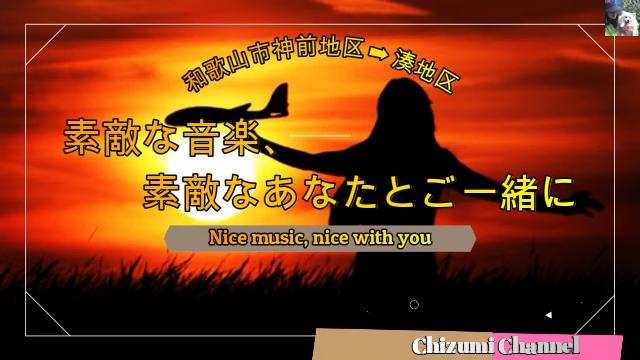 和歌山市神前地区➡湊地区
素敵な音楽、
素敵なあなたとご一緒に
Nice music, nice with you
Chizumi Channel